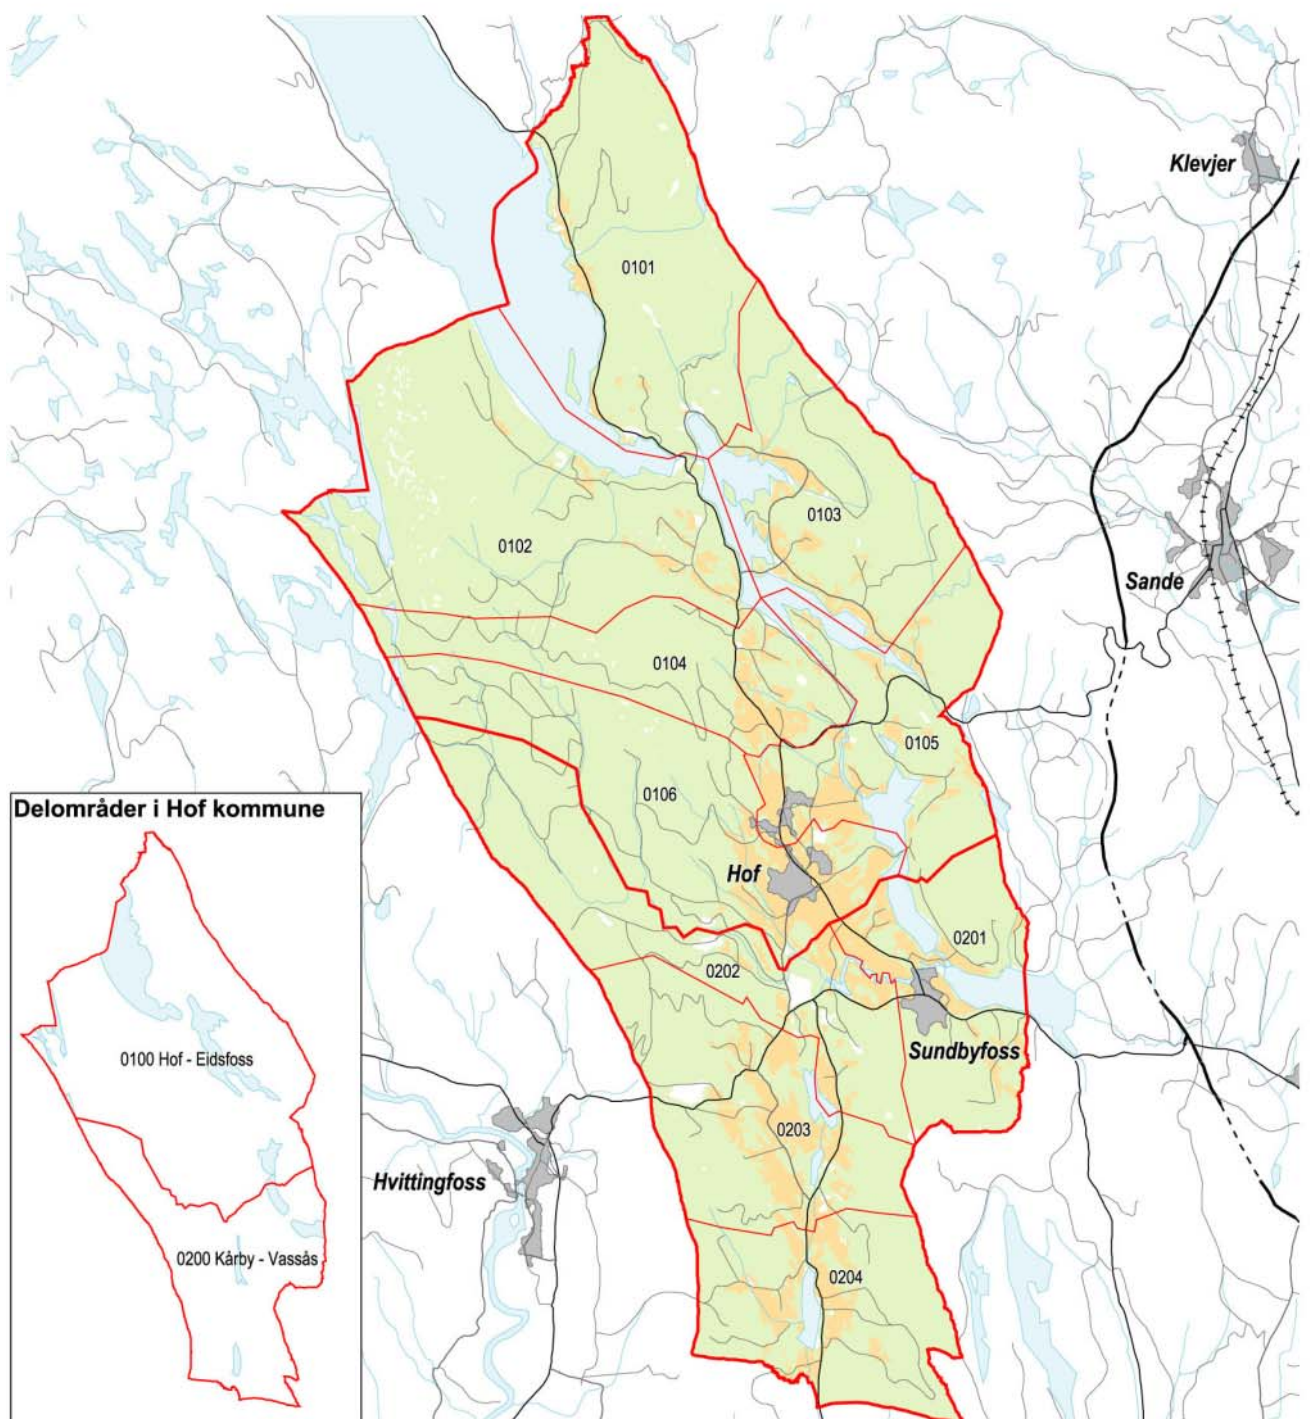 Klevjer
0101
0103
0102
Sande
0104
0105
0106
Delområder i Hof kommune
Hof
0201
0202
Sundbyfoss
0100 Hof - Eidsfoss
0203
Hvittingfoss
0200 Kårby - Vassås
0204